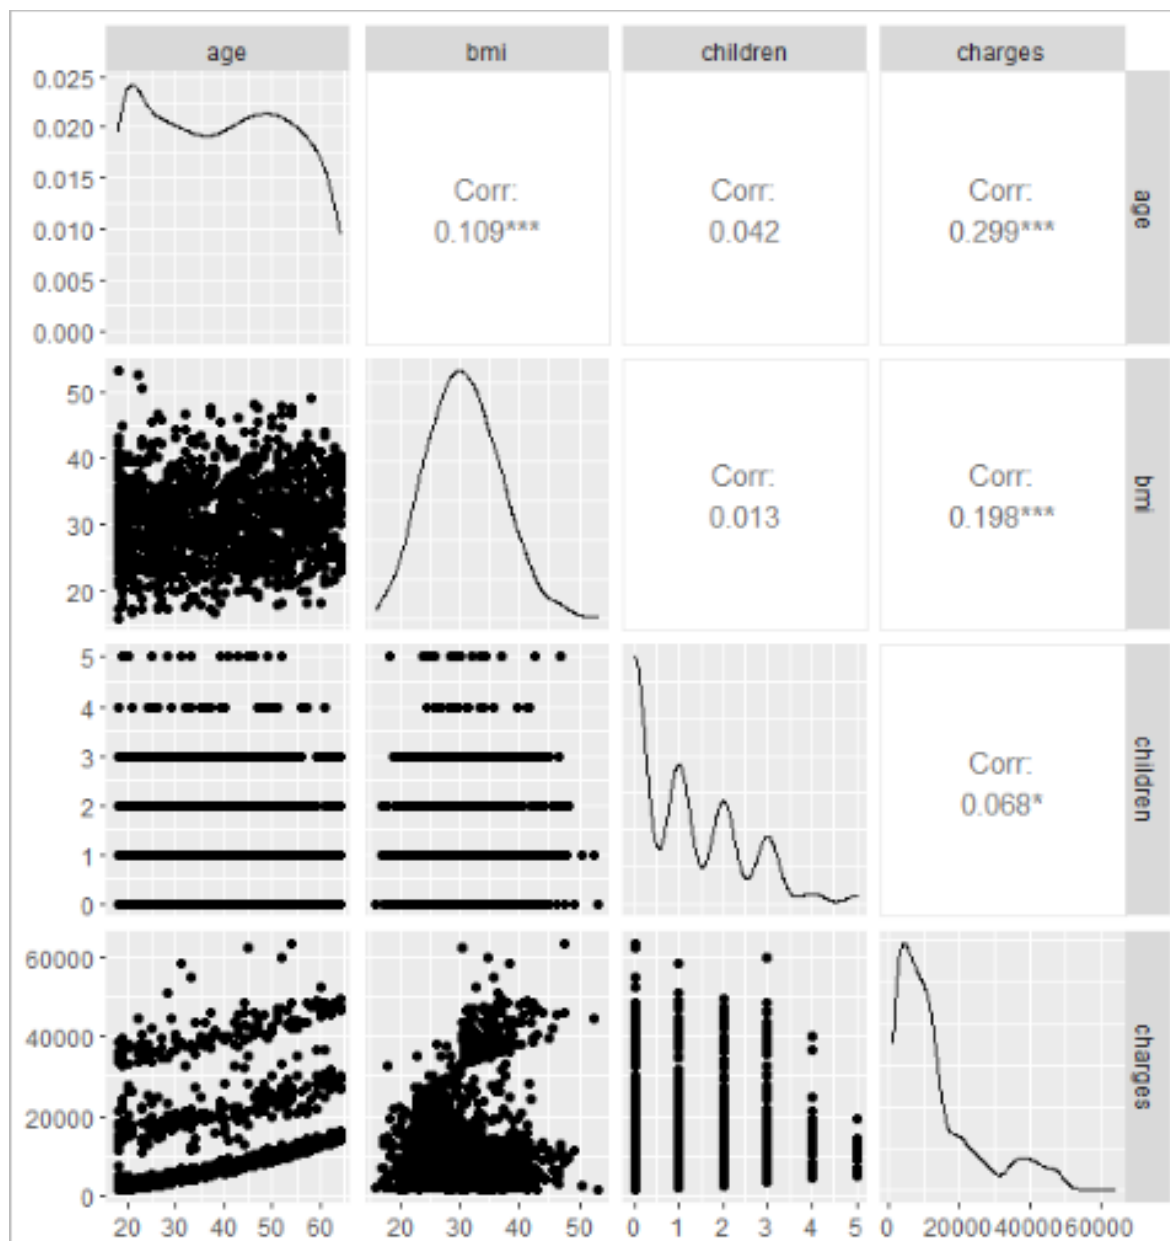 age bmi children charges
0.025
0.020
0.015
0.010
0.005
0.000
Corr:
0.109***
Corr:
0.042
Corr:
0.299***
age
50
40
30
20
Corr:
0.013
Corr:
0.198***
bmi
5
4
3
2
1
0
Corr:
0.068*
children
60000
40000
20000
0
charges
20 30 40 50 60 20 30 40 50 0 1 2 3 4 5 0 20000 40000 60000